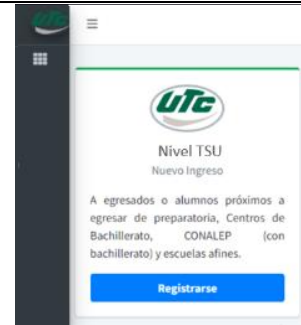 UTC
UTC
Nivel TSU
Nuevo Ingreso
A egresados o alumnos próximos a
egresar de preparatoria, Centros de
Bachillerato, CONALEP (con
bachillerato) y escuelas afines.
Registrarse